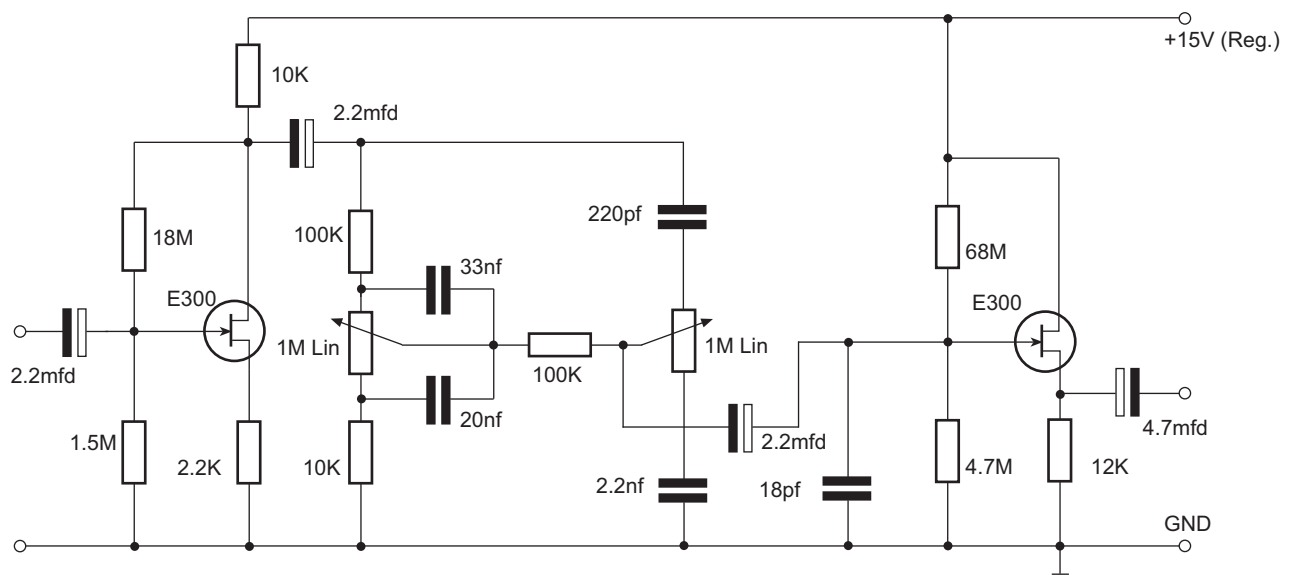 +15V (Reg.)
10K
2.2mfd
220pf
18M
100K
33nf
68M
E300
E300
1M Lin
1M Lin
2.2mfd
100K
20nf
4.7mfd
1.5M
2.2K
10K
2.2mfd
2.2nf
18pf
4.7M
12K
GND